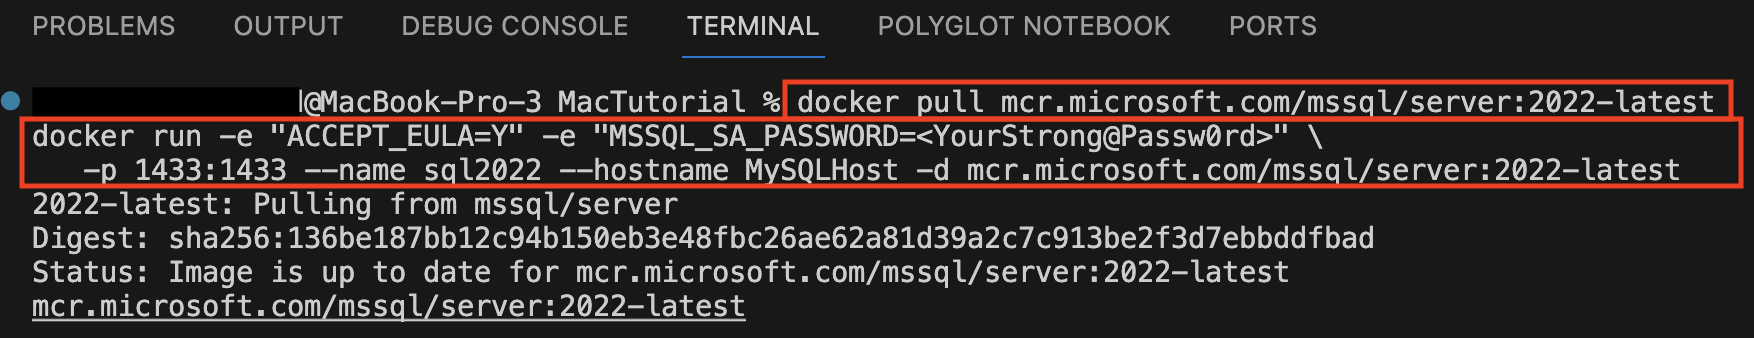 PROBLEMS OUTPUT DEBUG CONSOLE TERMINAL POLYGLOT NOTEBOOK PORTS
@MacBook-Pro-3 MacTutorial % docker pull mcr.microsoft.com/mssql/server:2022-latest
docker run -e "ACCEPT_EULA=Y" -e "MSSQL_SA_PASSWORD=<YourStrong@Passw0rd>" \
-p 1433:1433 --name sql2022 --hostname MySQLHost -d mcr.microsoft.com/mssql/server:2022-latest
2022-latest: Pulling from mssql/server
Digest: sha256:136be187bb12c94b150eb3e48fbc26ae62a81d39a2c7c913be2f3d7ebbddfbad
Status: Image is up to date for mcr.microsoft.com/mssql/server:2022-latest
mcr.microsoft.com/mssql/server:2022-latest